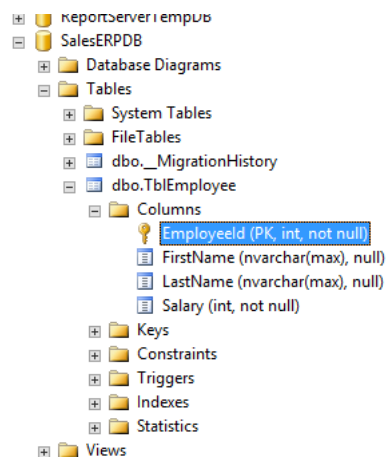 ReportServerTempDB
SalesERPDB
Database Diagrams
Tables
System Tables
FileTables
dbo.__MigrationHistory
dbo.TblEmployee
Columns
EmployeeId (PK, int, not null)
FirstName (nvarchar(max), null)
LastName (nvarchar(max), null)
Salary (int, not null)
Keys
Constraints
Triggers
Indexes
Statistics
Views